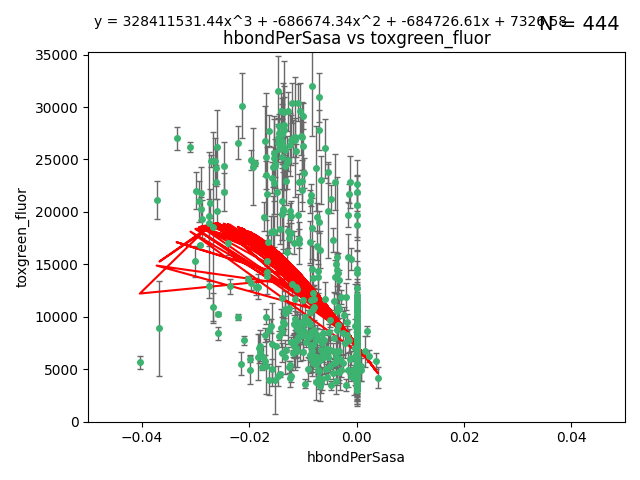 y = 328411531.44x^3 + -686674.34x^2 + -684726.61x + 7326.58
N = 444
hbondPerSasa vs toxgreen_fluor
35000
30000
25000
20000
15000
10000
5000
0
toxgreen_fluor
−0.04
−0.02
0.00
0.02
0.04
hbondPerSasa